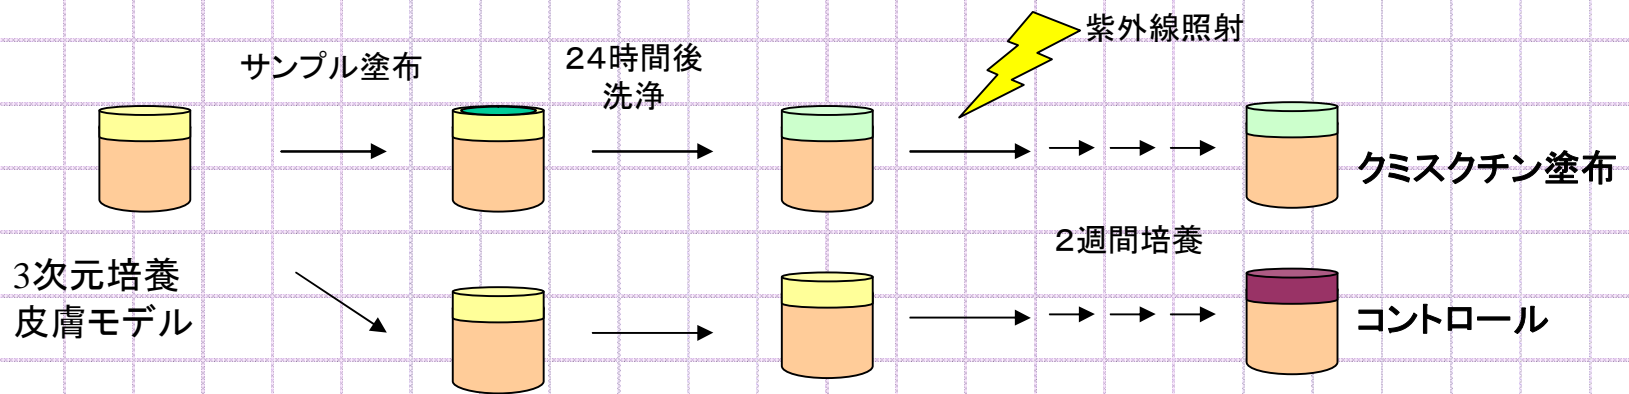 紫外線照射
サンプル塗布
24時間後
洗浄
クミスクチン塗布
2週間培養
3次元培養
皮膚モデル
コントロール